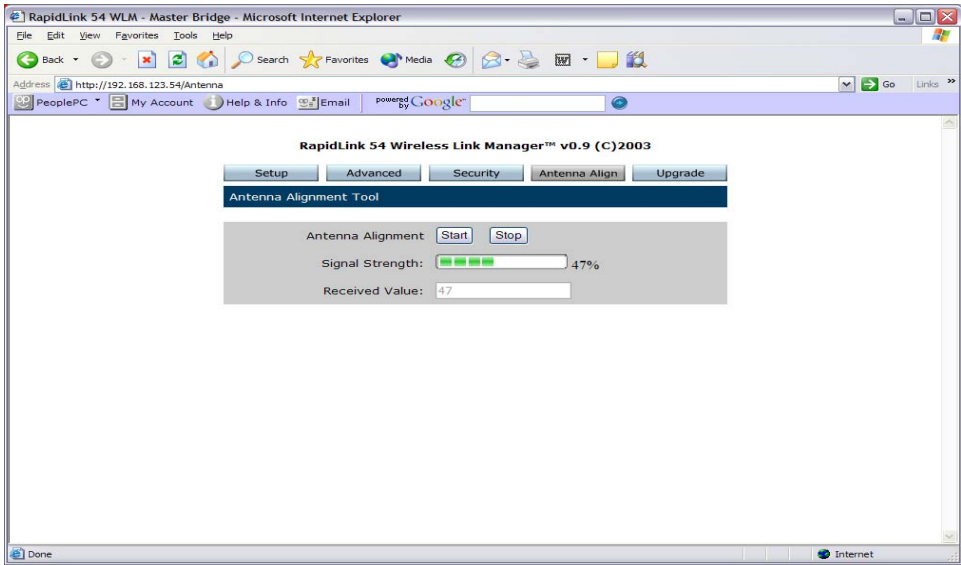 RapidLink 54 WLM - Master Bridge - Microsoft Internet Explorer
File Edit View Favorites Tools Help
Back Search Favorites Media
Address http://192.168.123.54/Antenna Go Links »
PeoplePC My Account Help & Info Email powered by Google
RapidLink 54 Wireless Link Manager™ v0.9 (C)2003
Setup Advanced Security Antenna Align Upgrade
Antenna Alignment Tool
Antenna Alignment Start Stop
Signal Strength: 47%
Received Value: 47
Done Internet